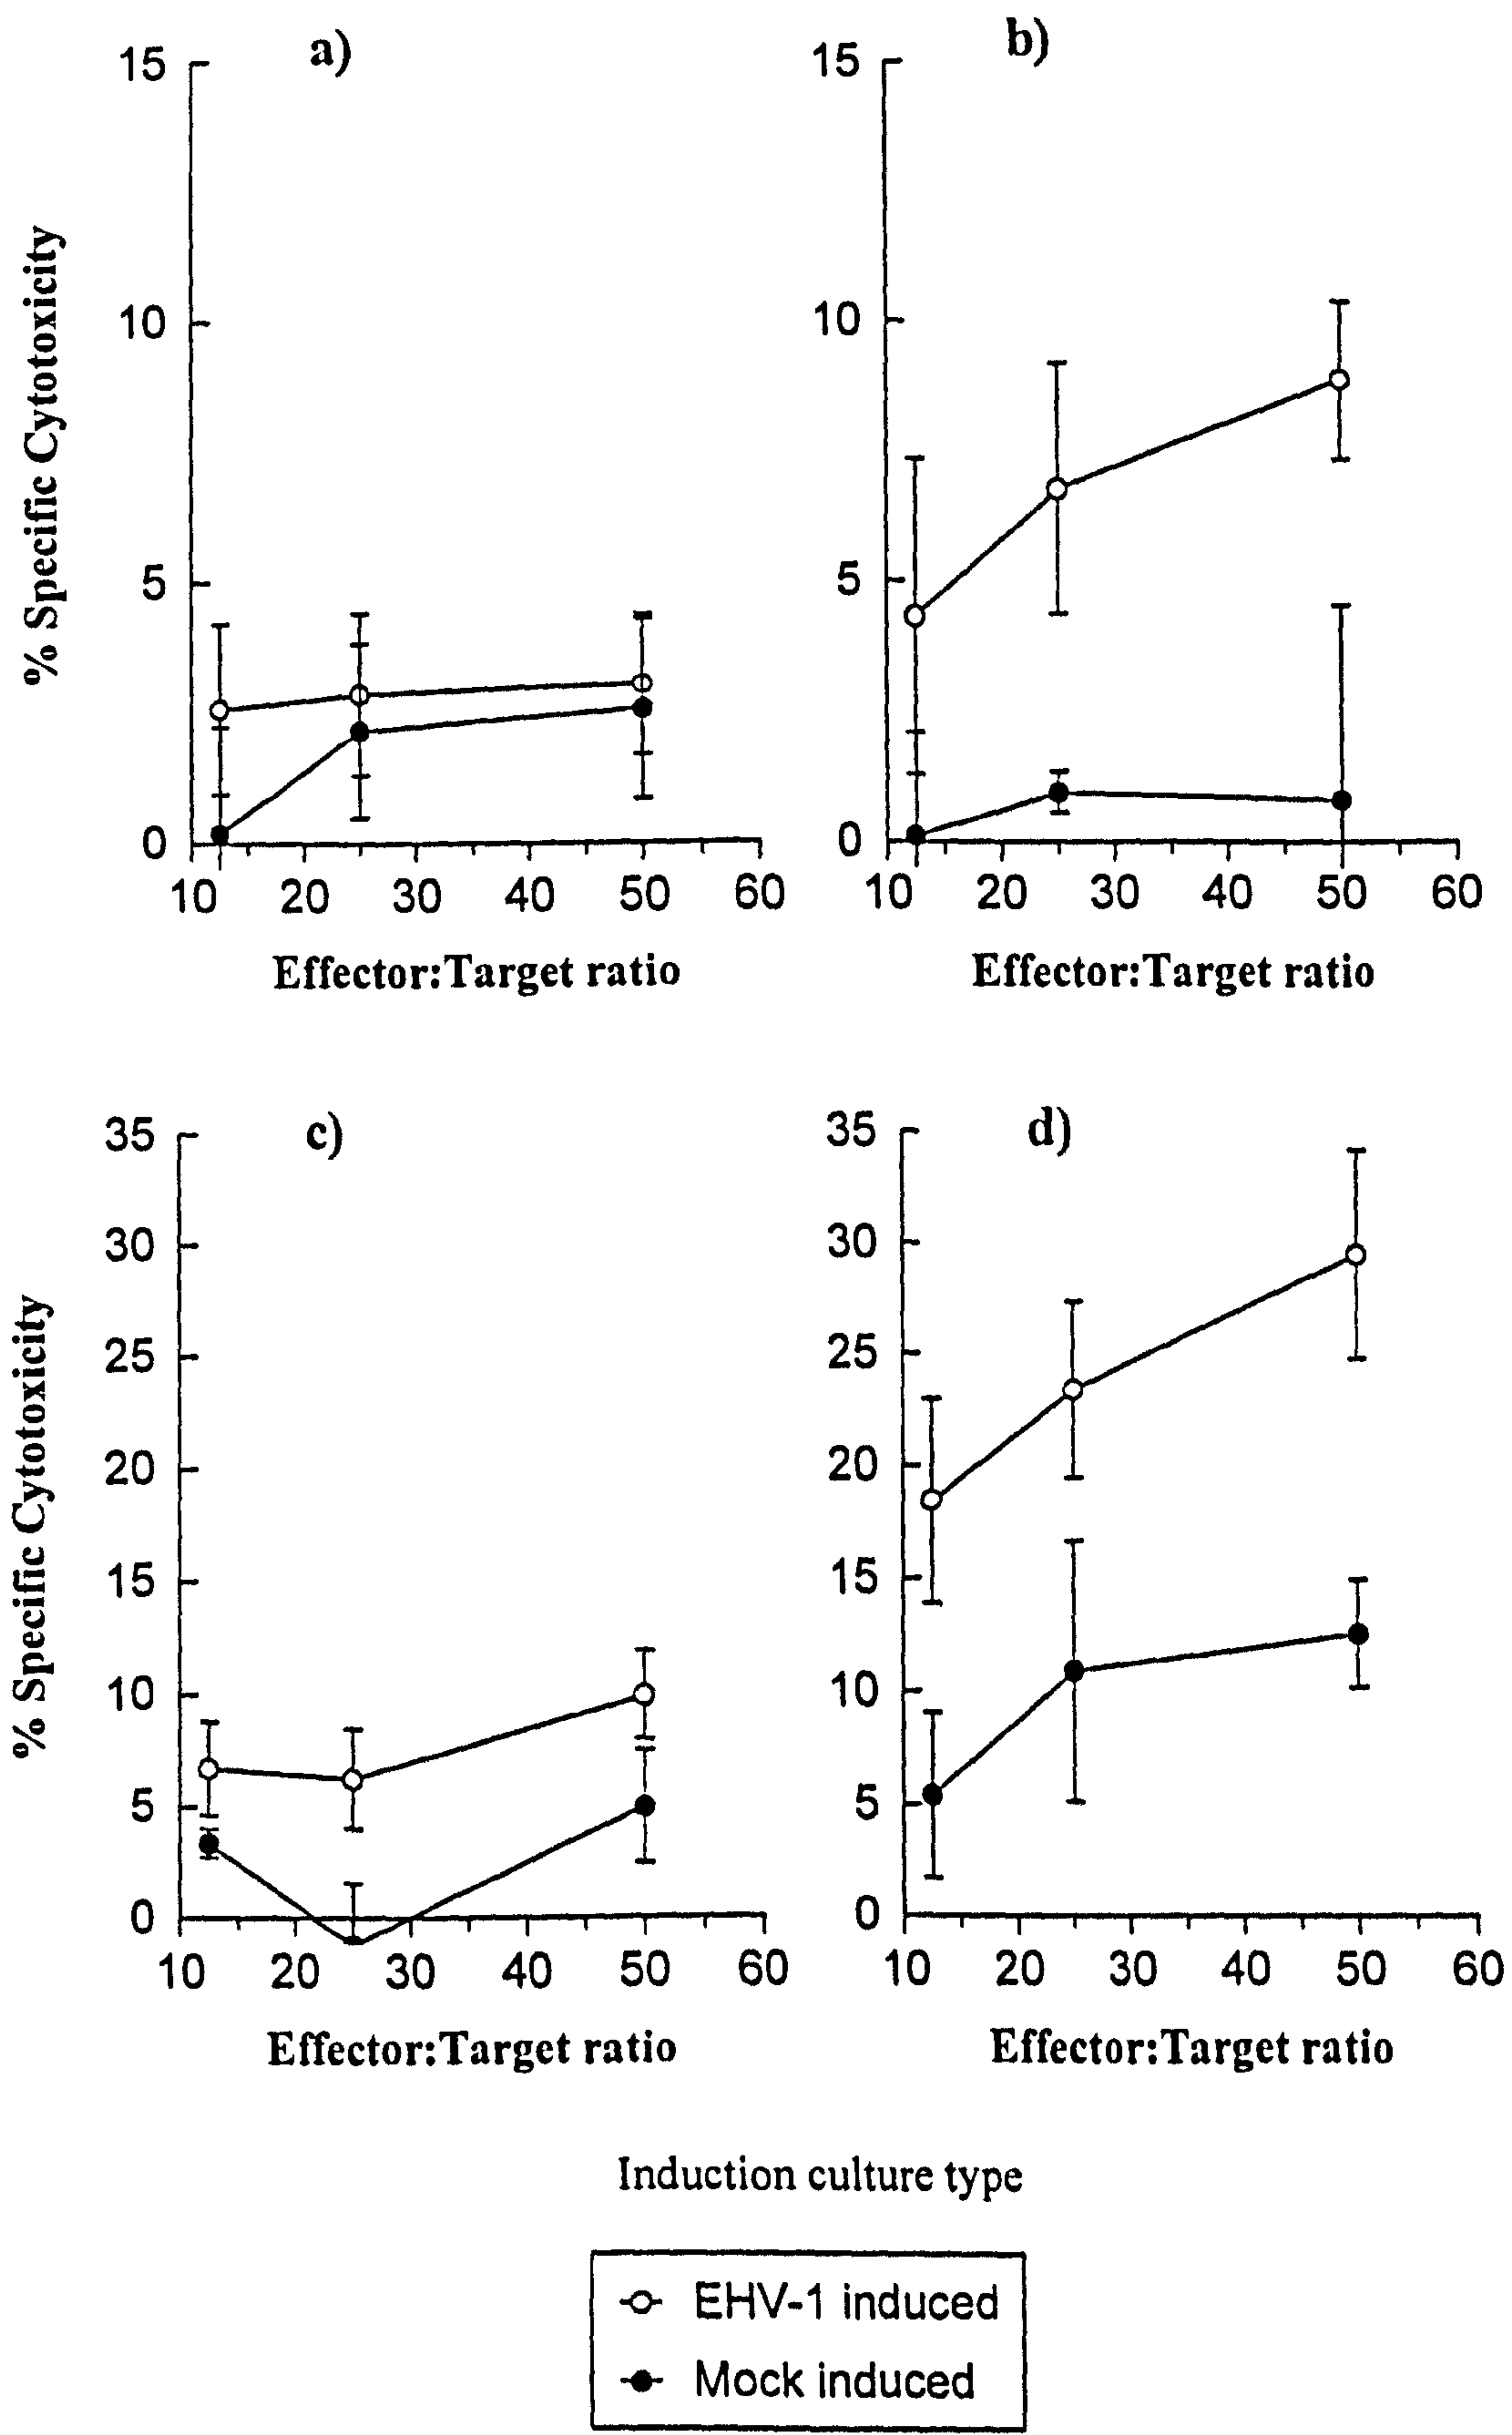 a)
15
10
5
0
10 20 30 40 50 60
% Specific Cytotoxicity
Effector:Target ratio
b)
15
10
5
0
10 20 30 40 50 60
Effector:Target ratio
c)
35
30
25
20
15
10
5
0
10 20 30 40 50 60
% Specific Cytotoxicity
Effector:Target ratio
d)
35
30
25
20
15
10
5
0
10 20 30 40 50 60
Effector:Target ratio
Induction culture type
EHV-1 induced
Mock induced